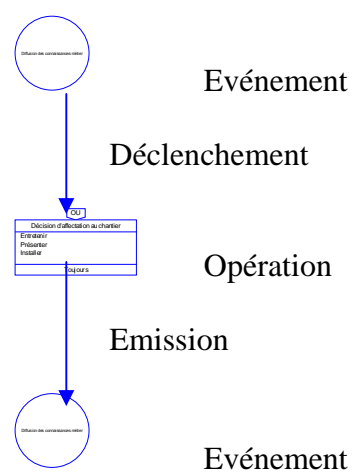 Diffusion des connaissances métier
Evénement
Déclenchement
OU
Décision d'affectation au chantier
Entretenir
Présenter
Installer
Toujours
Opération
Emission
Diffusion des connaissances métier
Evénement